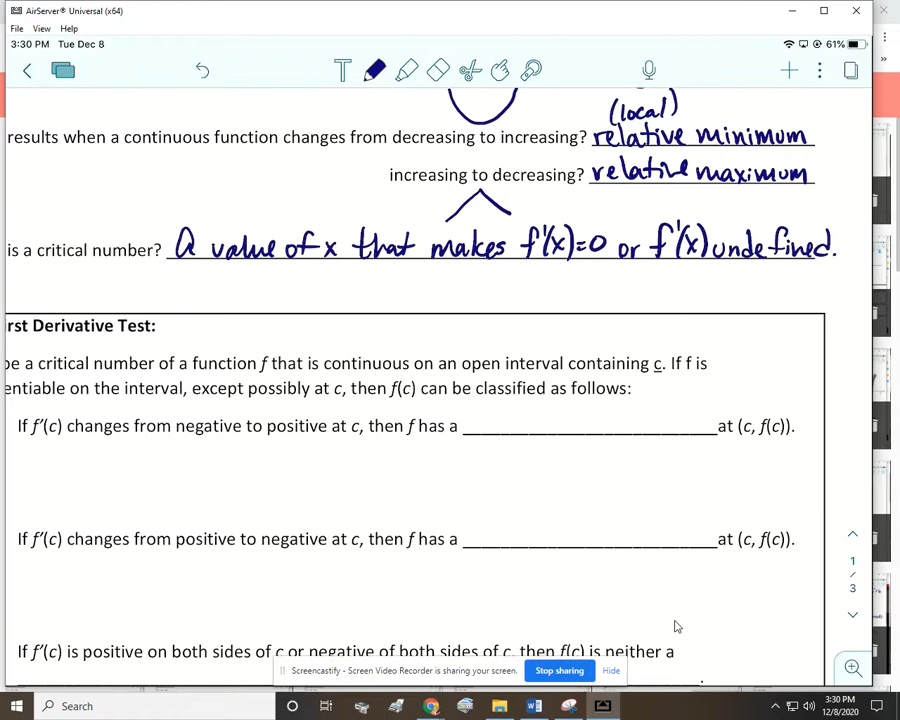 AirServer® Universal (x64)
File View Help
3:30 PM Tue Dec 8
61%
T
(local)
results when a continuous function changes from decreasing to increasing? relative minimum
increasing to decreasing? relative maximum
is a critical number? A value of x that makes f'(x)=0 or f'(x) undefined.
rst Derivative Test:
be a critical number of a function f that is continuous on an open interval containing c. If f is
entiable on the interval, except possibly at c, then f(c) can be classified as follows:
If f'(c) changes from negative to positive at c, then f has a ____________________________ at (c, f(c)).
If f'(c) changes from positive to negative at c, then f has a ____________________________ at (c, f(c)).
1
/
3
If f'(c) is positive on both sides of c or negative of both sides of c, then f(c) is neither a
Screencastify - Screen Video Recorder is sharing your screen. Stop sharing Hide
Search
3:30 PM
12/8/2020